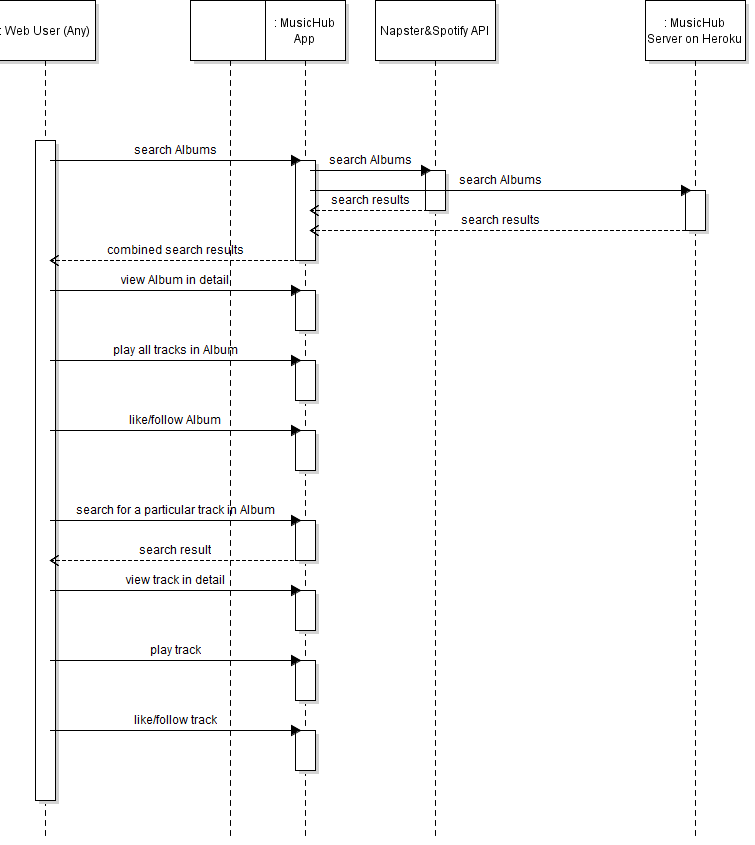 : Web User (Any)
: MusicHub
App
Napster&Spotify API
: MusicHub
Server on Heroku
search Albums
search Albums
search Albums
search results
search results
combined search results
view Album in detail
play all tracks in Album
like/follow Album
search for a particular track in Album
search result
view track in detail
play track
like/follow track